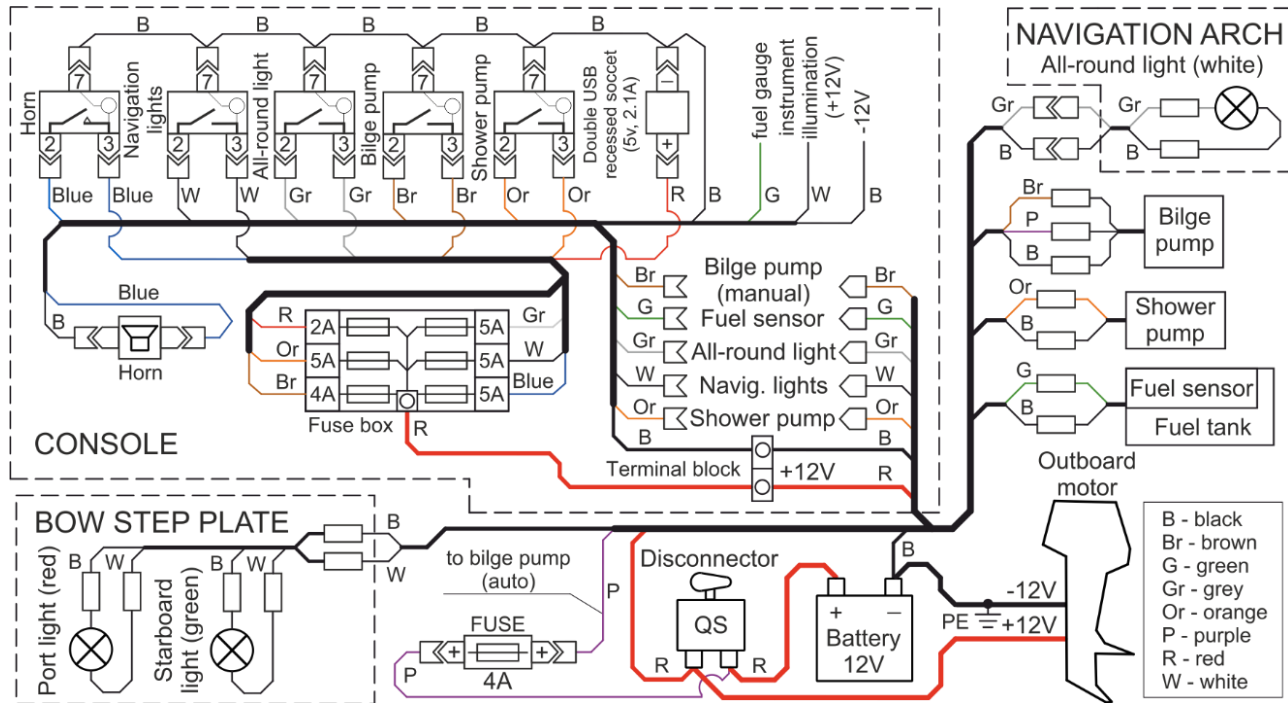 B
B
B
B
B
7
7
7
7
7
–
2
3
2
3
2
3
2
3
2
3
+
Horn
Navigation
lights
All-round light
Bilge pump
Shower pump
Double USB
recessed soccet
(5v, 2.1A)
fuel gauge
instrument
illumination
(+12V)
-12V
Blue
Blue
W
W
Gr
Gr
Br
Br
Or
Or
R
B
G
W
B
NAVIGATION ARCH
All-round light (white)
Gr
Gr
B
B
Br
P
B
Bilge
pump
Or
B
Shower
pump
G
B
Fuel sensor
Fuel tank
Blue
B
Horn
R
2A
5A
Gr
Or
5A
5A
W
Br
4A
5A
Blue
Fuse box
R
Br
Bilge pump
(manual)
Br
G
Fuel sensor
G
Gr
All-round light
Gr
W
Navig. lights
W
Or
Shower pump
Or
B
B
Terminal block
+12V
R
CONSOLE
BOW STEP PLATE
B
W
B
W
B
W
Port light (red)
Starboard
light (green)
to bilge pump
(auto)
P
FUSE
+
+
4A
P
Disconnector
QS
R
R
B
+
–
Battery
12V
PE
-12V
+12V
Outboard
motor
B - black
Br - brown
G - green
Gr - grey
Or - orange
P - purple
R - red
W - white